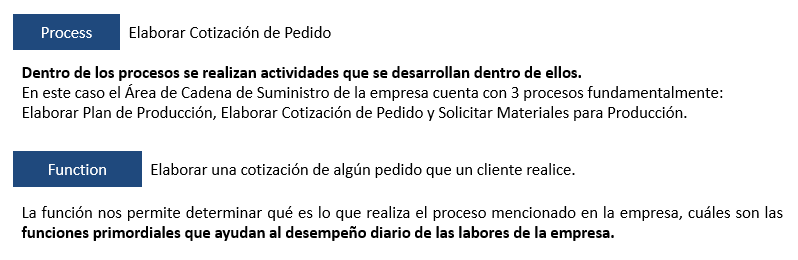 Process Elaborar Cotización de Pedido
Dentro de los procesos se realizan actividades que se desarrollan dentro de ellos.
En este caso el Área de Cadena de Suministro de la empresa cuenta con 3 procesos fundamentalmente:
Elaborar Plan de Producción, Elaborar Cotización de Pedido y Solicitar Materiales para Producción.
Function Elaborar una cotización de algún pedido que un cliente realice.
La función nos permite determinar qué es lo que realiza el proceso mencionado en la empresa, cuáles son las
funciones primordiales que ayudan al desempeño diario de las labores de la empresa.